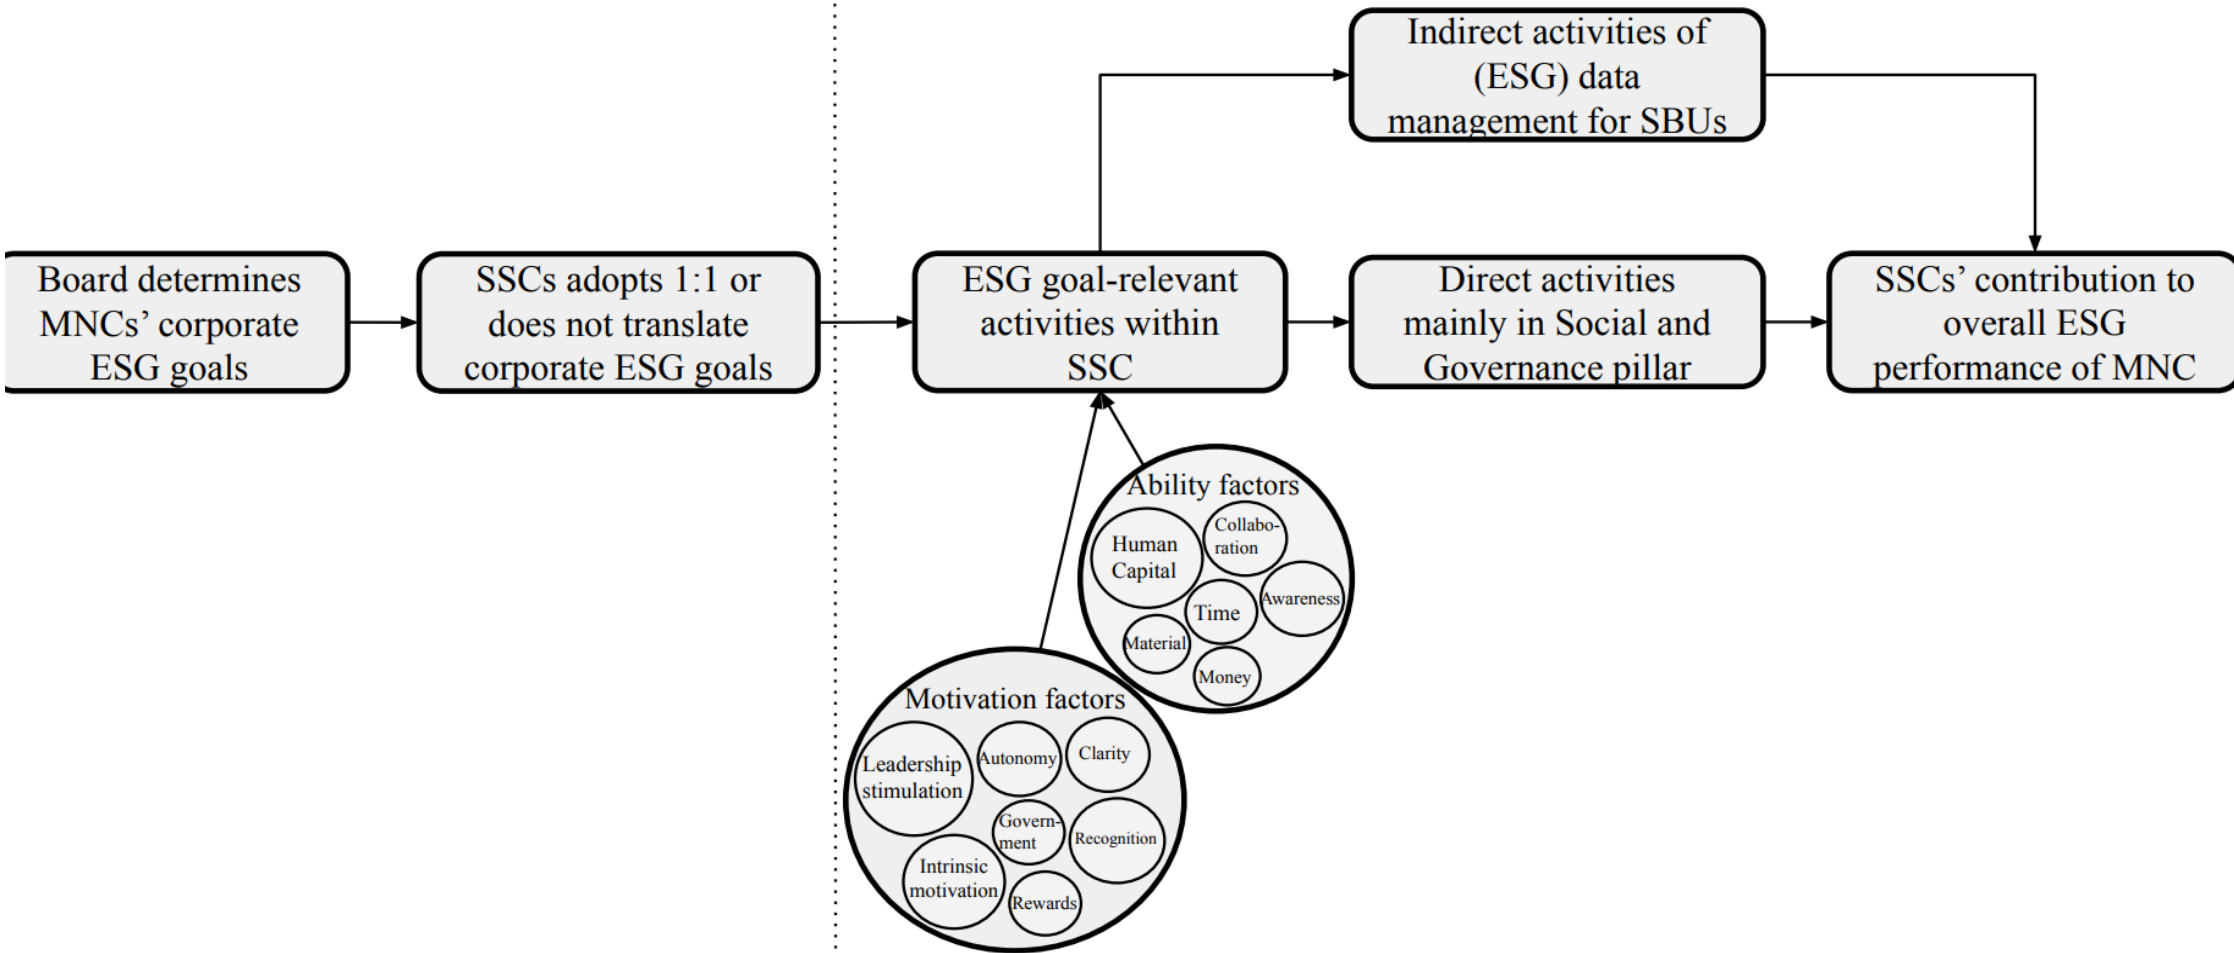 Indirect activities of
(ESG) data
management for SBUs
Board determines
MNCs’ corporate
ESG goals
SSCs adopts 1:1 or
does not translate
corporate ESG goals
ESG goal-relevant
activities within
SSC
Direct activities
mainly in Social and
Governance pillar
SSCs’ contribution to
overall ESG
performance of MNC
Ability factors
Human
Capital
Collabo-
ration
Awareness
Time
Material
Money
Motivation factors
Leadership
stimulation
Autonomy
Clarity
Govern-
ment
Recognition
Intrinsic
motivation
Rewards